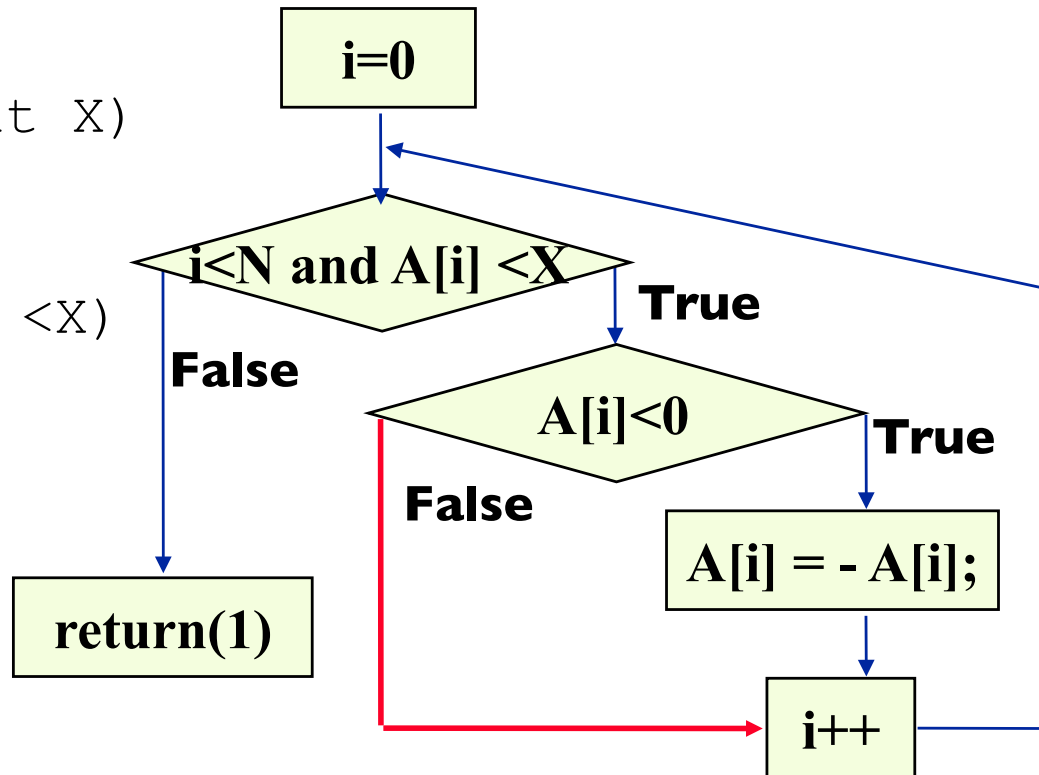 i=0
t X)
i<N and A[i] <X
True
<X)
False
A[i]<0
True
False
A[i] = - A[i];
return(1)
i++